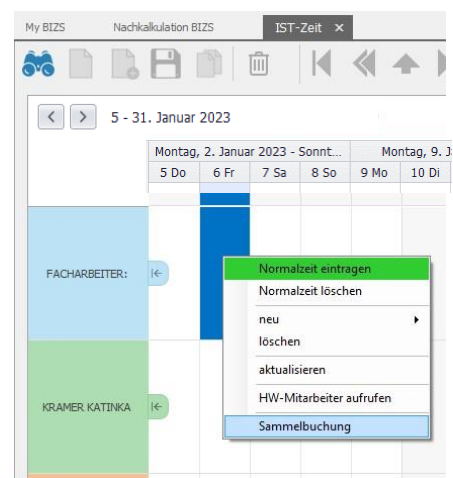 My BIZS Nachkalkulation BIZS IST-Zeit ×
5 - 31. Januar 2023
Montag, 2. Januar 2023 - Sonnt... Montag, 9. J
5 Do 6 Fr 7 Sa 8 So 9 Mo 10 Di
FACHARBEITER:
Normalzeit eintragen
Normalzeit löschen
neu
löschen
aktualisieren
HW-Mitarbeiter aufrufen
KRAMER KATINKA
Sammelbuchung